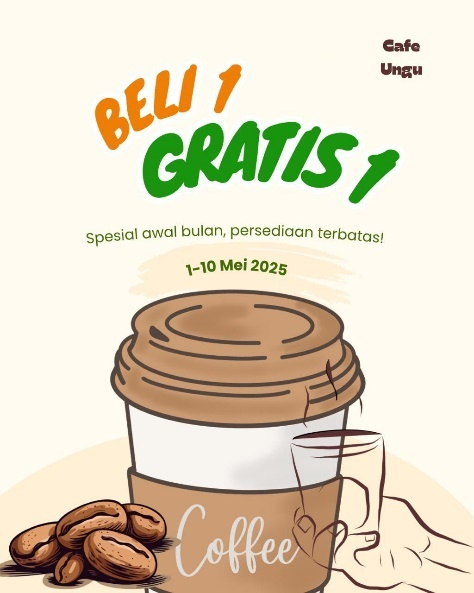 Cafe
Ungu
BELI 1
GRATIS 1
Spesial awal bulan, persediaan terbatas!
1-10 Mei 2025
Coffee